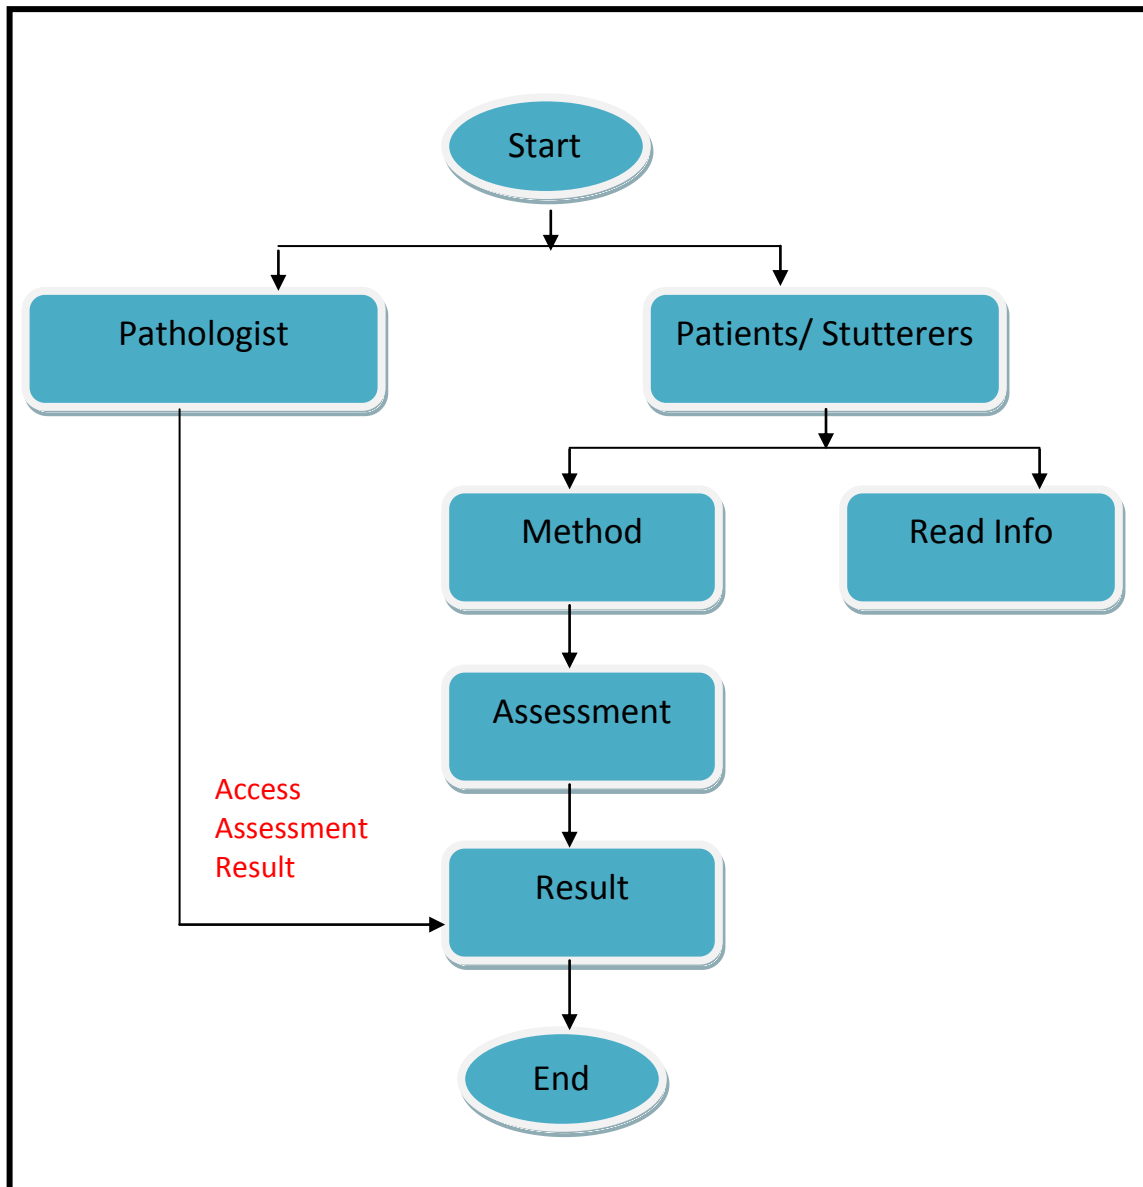 Start
Pathologist
Patients/ Stutterers
Method
Read Info
Assessment
Access
Assessment
Result
Result
End